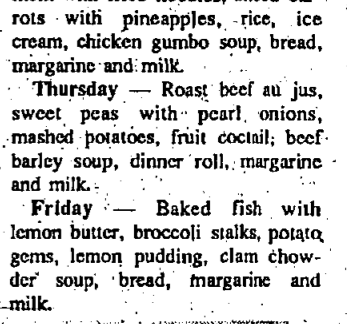 rots with pineapples, rice, ice
cream, chicken gumbo soup, bread,
margarine and milk.
Thursday — Roast beef au jus,
sweet peas with pearl onions,
mashed potatoes, fruit coctail; beef
barley soup, dinner roll, margarine
and milk.
Friday — Baked fish with
lemon butter, broccoli stalks, potato
gems, lemon pudding, clam chow-
der soup, bread, margarine and
milk.